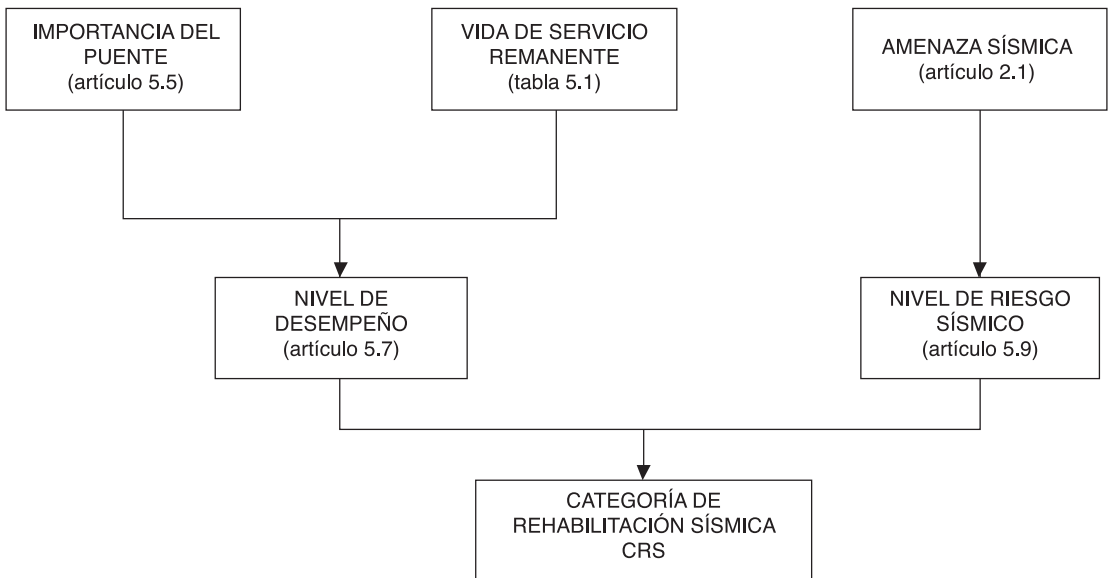 IMPORTANCIA DEL
PUENTE
(artículo 5.5)
VIDA DE SERVICIO
REMANENTE
(tabla 5.1)
AMENAZA SÍSMICA
(artículo 2.1)
NIVEL DE
DESEMPEÑO
(artículo 5.7)
NIVEL DE RIESGO
SÍSMICO
(artículo 5.9)
CATEGORÍA DE
REHABILITACIÓN SÍSMICA
CRS